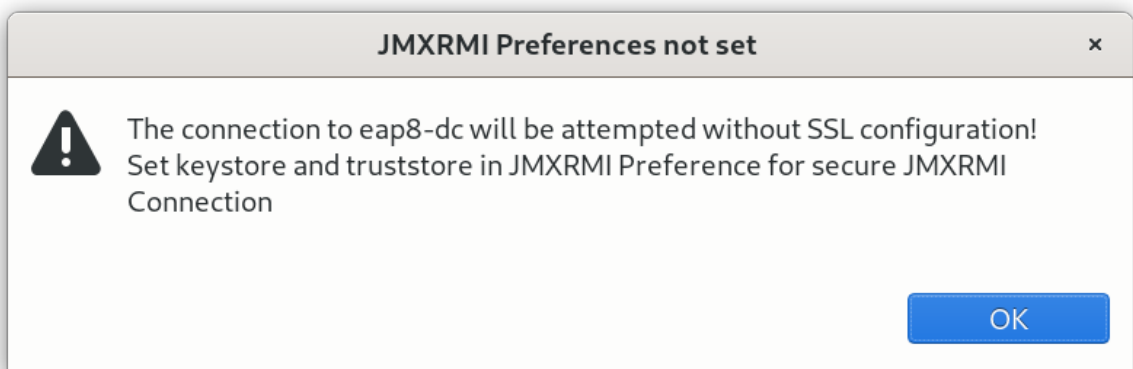 JMXRMI Preferences not set
×
The connection to eap8-dc will be attempted without SSL configuration!
Set keystore and truststore in JMXRMI Preference for secure JMXRMI
Connection
OK